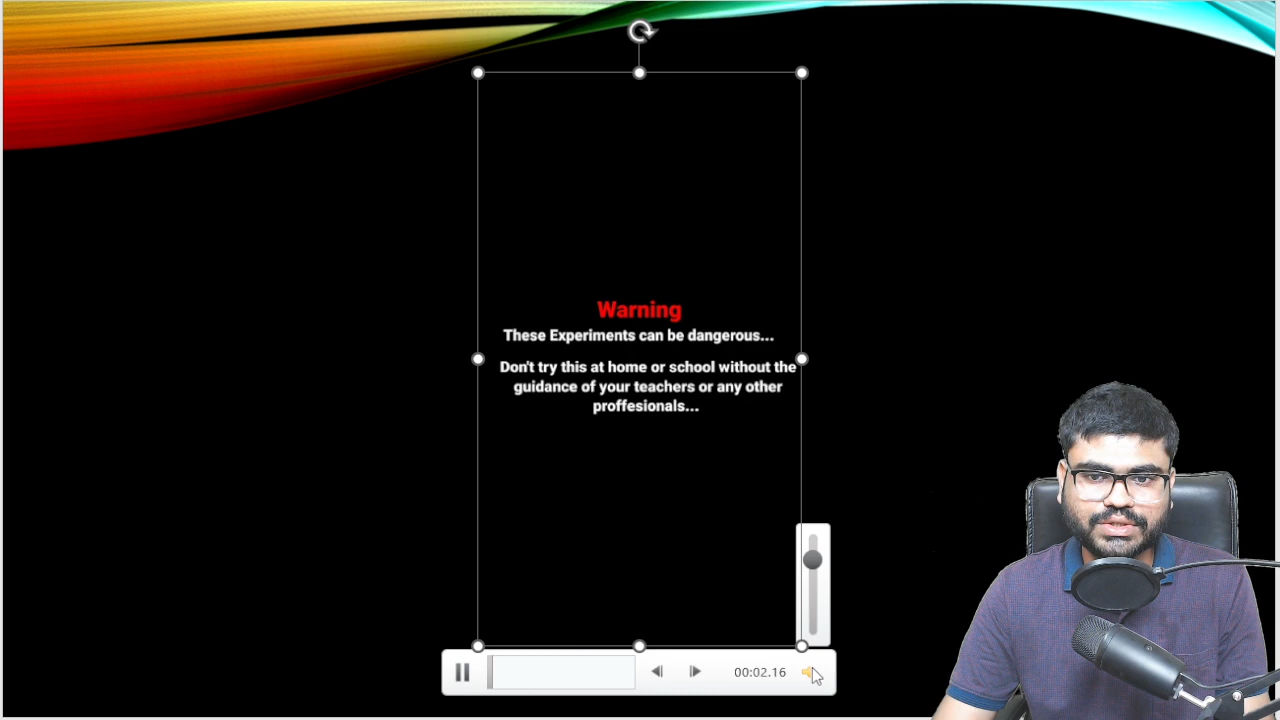 Warning
These Experiments can be dangerous...
Don't try this at home or school without the
guidance of your teachers or any other
proffesionals...
00:02.16